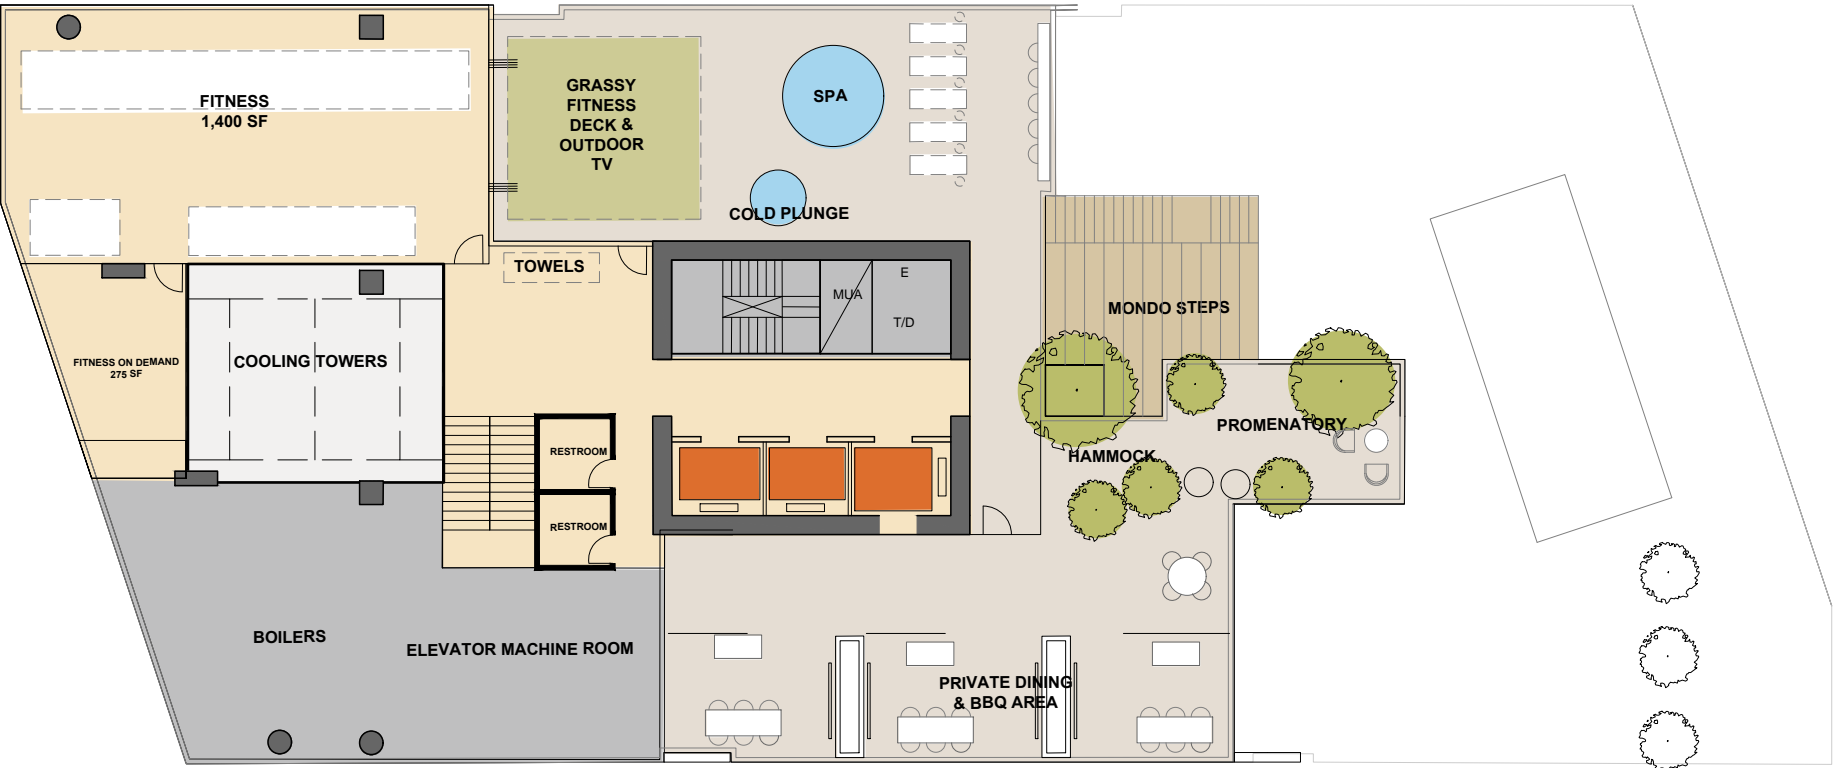 FITNESS
1,400 SF
GRASSY
FITNESS
DECK &
OUTDOOR
TV
SPA
COLD PLUNGE
TOWELS
MUA
E
T/D
MONDO STEPS
FITNESS ON DEMAND
275 SF
COOLING TOWERS
PROMENATORY
HAMMOCK
RESTROOM
RESTROOM
BOILERS
ELEVATOR MACHINE ROOM
PRIVATE DINING
& BBQ AREA